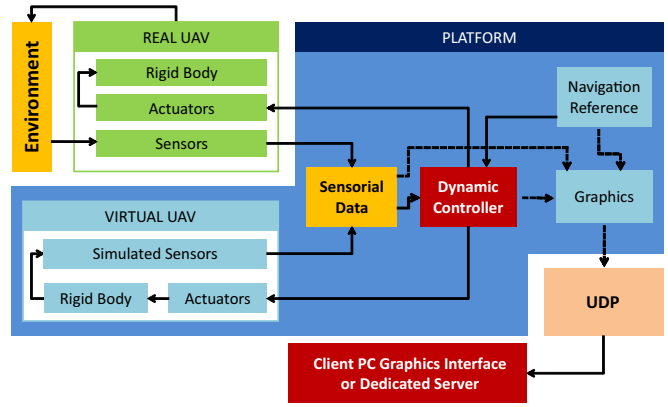 REAL UAV
PLATFORM
Environment
Rigid Body
Actuators
Sensors
Navigation
Reference
Sensorial
Data
Dynamic
Controller
Graphics
VIRTUAL UAV
Simulated Sensors
Rigid Body
Actuators
UDP
Client PC Graphics Interface
or Dedicated Server